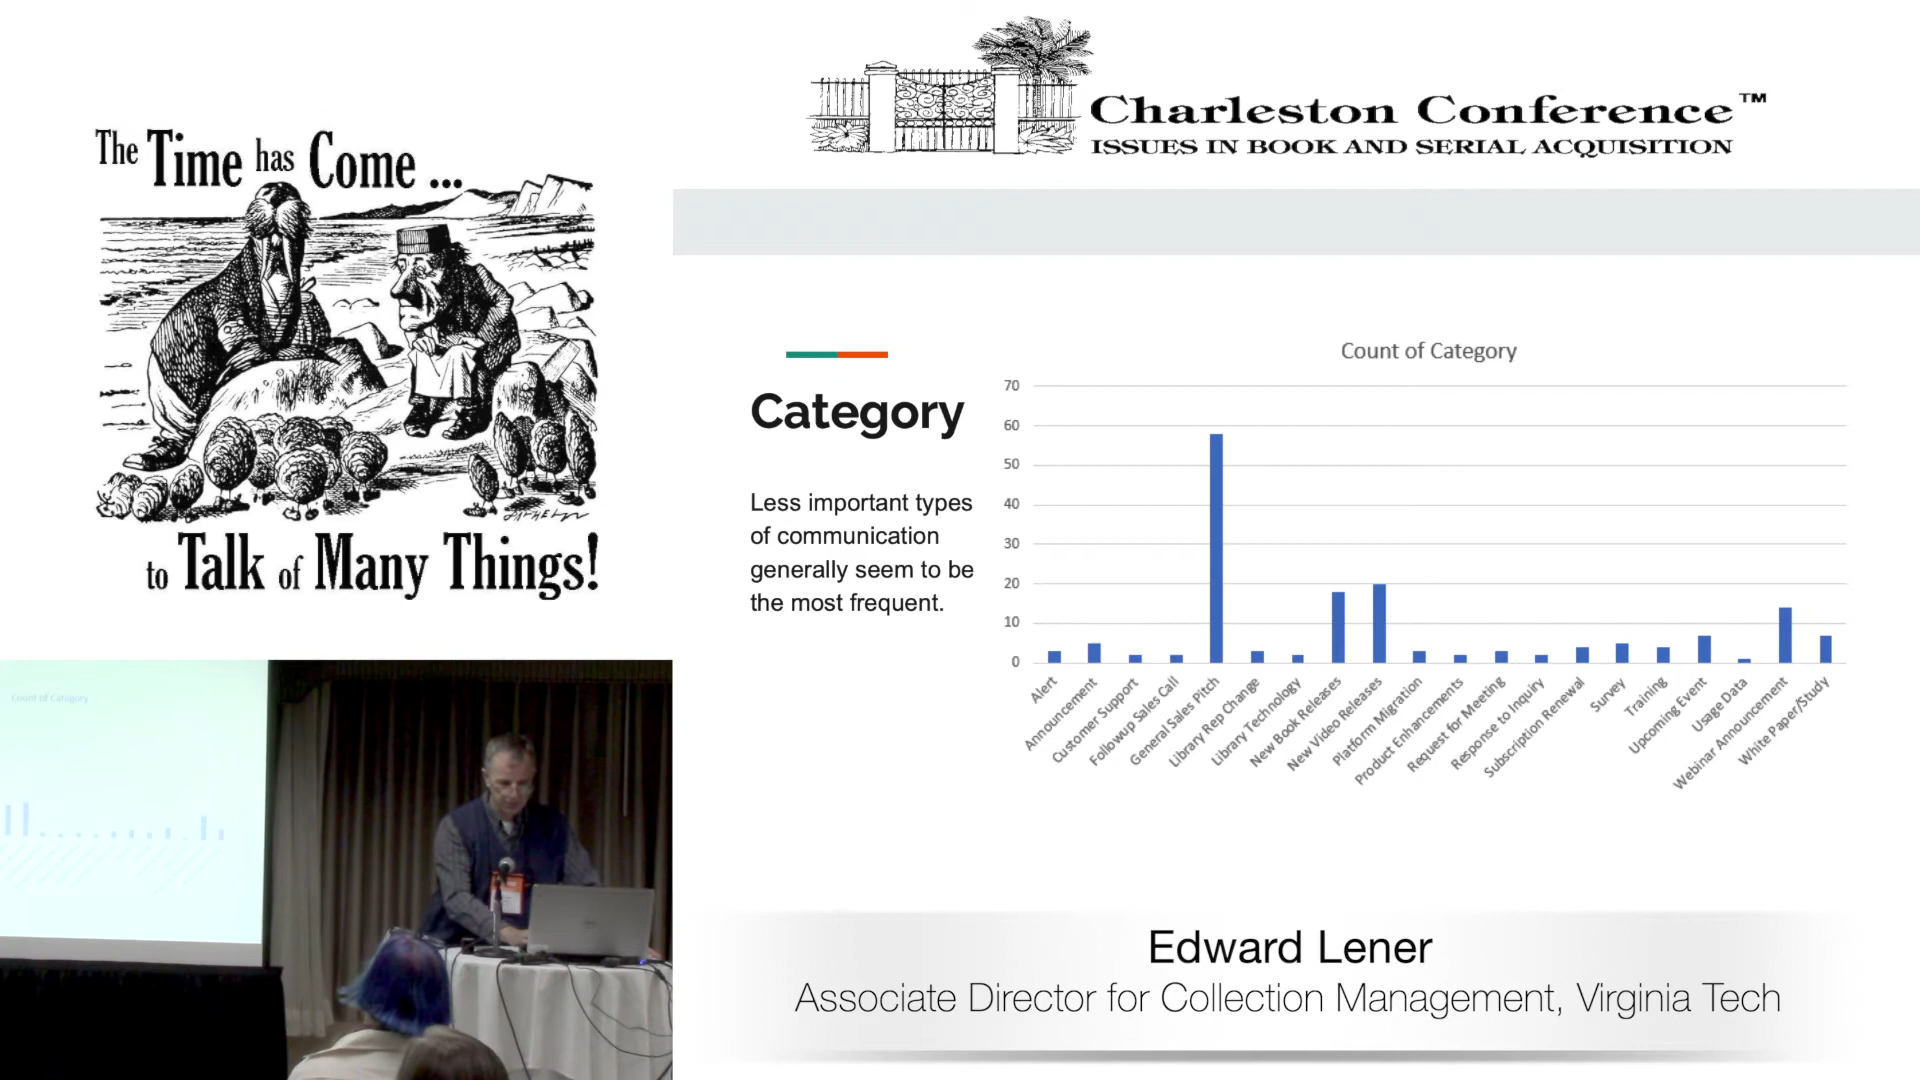 The Time has Come ...
to Talk of Many Things!
Charleston Conference™
ISSUES IN BOOK AND SERIAL ACQUISITION
Category
Less important types
of communication
generally seem to be
the most frequent.
Count of Category
70
60
50
40
30
20
10
0
Alert
Announcement
Customer Support
Followup Sales Call
General Sales Pitch
Library Rep Change
Library Technology
New Book Releases
New Video Releases
Platform Migration
Product Enhancements
Request for Meeting
Response to Inquiry
Subscription Renewal
Survey
Training
Upcoming Event
Usage Data
Webinar Announcement
White Paper/Study
Count of Category
Edward Lener
Associate Director for Collection Management, Virginia Tech